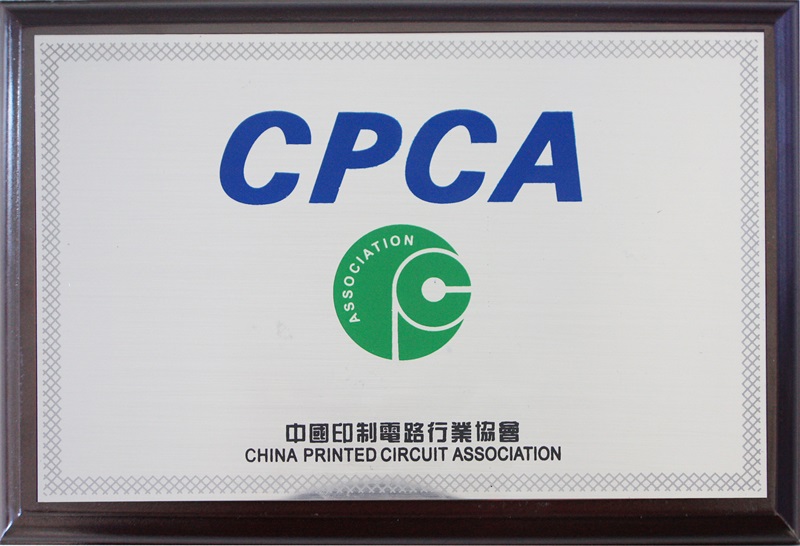 CPCA
ASSOCIATION
中國印制電路行業協會
CHINA PRINTED CIRCUIT ASSOCIATION